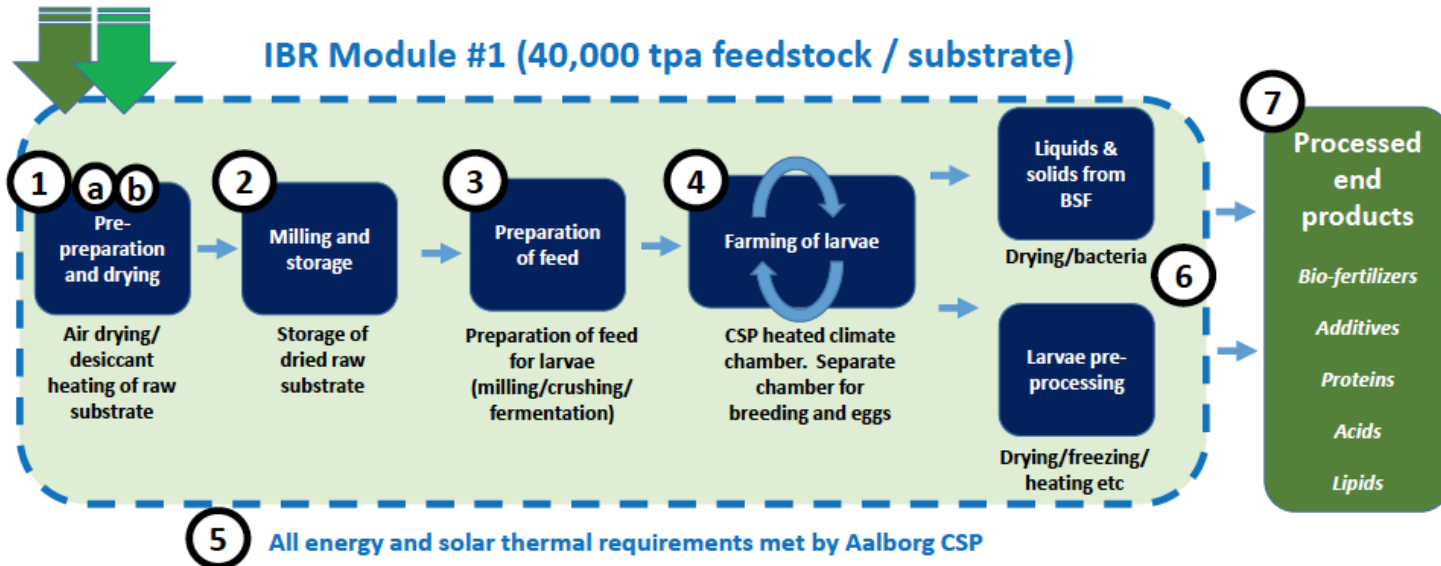 IBR Module #1 (40,000 tpa feedstock / substrate)
1
a
b
Pre-
preparation
and drying
Air drying/
desiccant
heating of raw
substrate
2
Milling and
storage
Storage of
dried raw
substrate
3
Preparation
of feed
Preparation of feed
for larvae
(milling/crushing/
fermentation)
4
Farming of larvae
CSP heated climate
chamber.  Separate
chamber for
breeding and eggs
Liquids &
solids from
BSF
Drying/bacteria
6
Larvae pre-
processing
Drying/freezing/
heating etc
7
Processed
end
products
Bio-fertilizers
Additives
Proteins
Acids
Lipids
5
All energy and solar thermal requirements met by Aalborg CSP